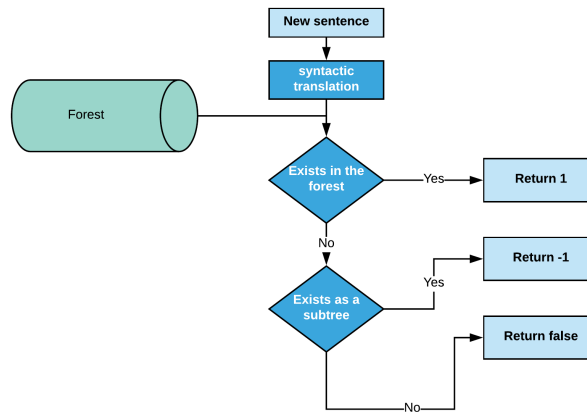 New sentence
syntactic
translation
Forest
Exists in the
forest
Yes
Return 1
No
Exists as a
subtree
Yes
Return -1
No
Return false